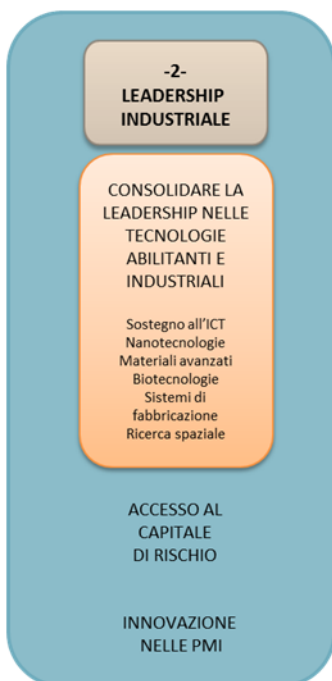 -2-
LEADERSHIP
INDUSTRIALE
CONSOLIDARE LA
LEADERSHIP NELLE
TECNOLOGIE
ABILITANTI E
INDUSTRIALI
Sostegno all'ICT
Nanotecnologie
Materiali avanzati
Biotecnologie
Sistemi di
fabbricazione
Ricerca spaziale
ACCESSO AL
CAPITALE
DI RISCHIO
INNOVAZIONE
NELLE PMI